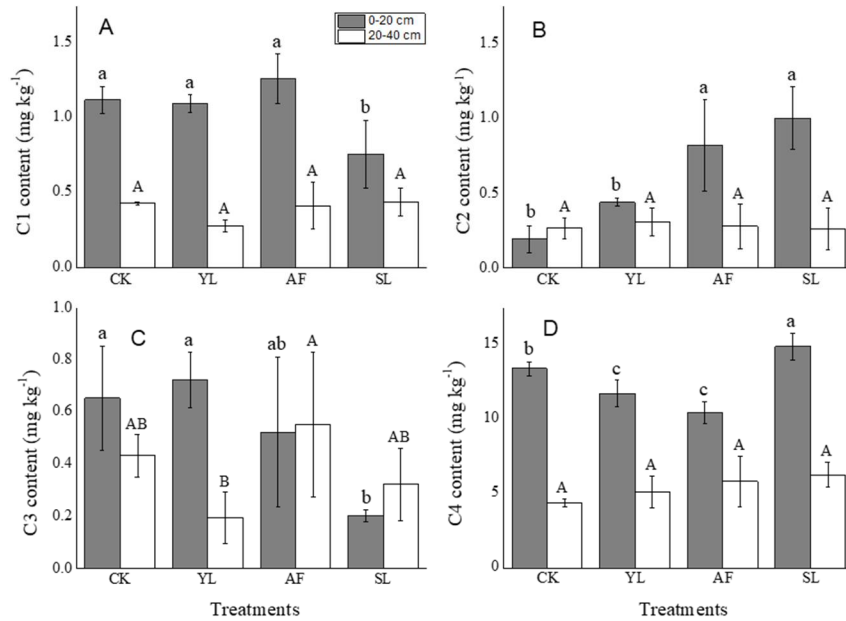 A
0-20 cm
20-40 cm
C1 content (mg kg⁻¹)
1.5
1.0
0.5
0.0
a
a
a
b
A
A
A
A
CK YL AF SL
B
C2 content (mg kg⁻¹)
1.5
1.0
0.5
0.0
b
b
a
a
A
A
A
A
CK YL AF SL
C
C3 content (mg kg⁻¹)
1.0
0.8
0.6
0.4
0.2
0.0
a
a
ab
b
AB
B
A
AB
CK YL AF SL
Treatments
D
C4 content (mg kg⁻¹)
15
10
5
0
b
c
c
a
A
A
A
A
CK YL AF SL
Treatments